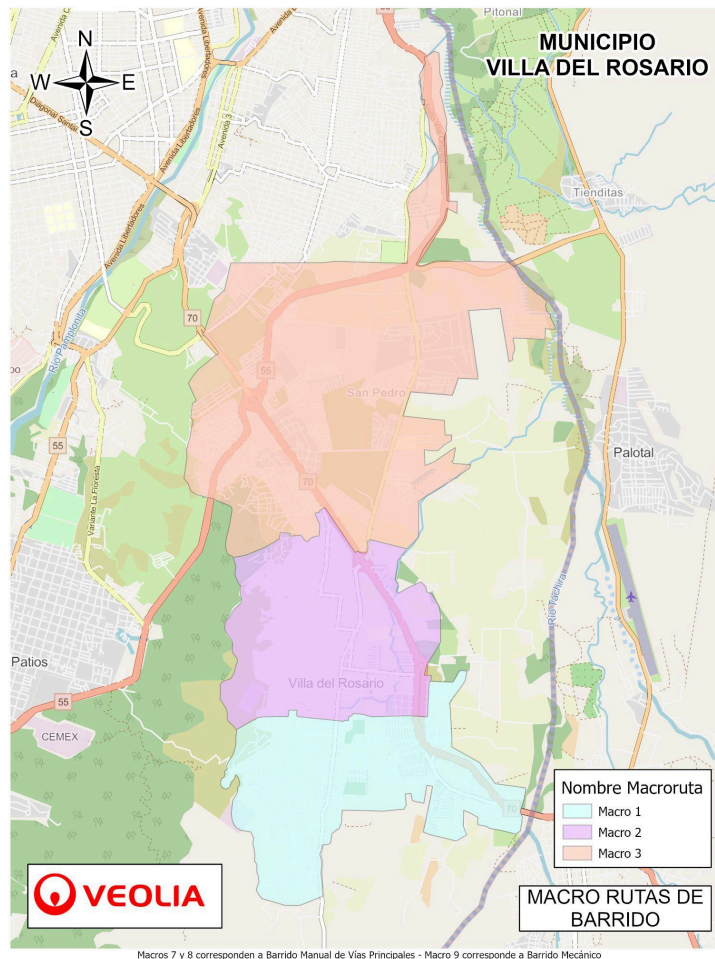 Pitonal
MUNICIPIO
VILLA DEL ROSARIO
N
W
E
S
Diagonal Santander
Avenida Libertadores
Avenida Libertadores
Avenida Libertadores
Avenida 3
Tienditas
Río Pamplonita
70
55
San Pedro
55
Palotal
70
Variante La Floresta
Río Táchira
Patios
Villa del Rosario
55
CEMEX
70
Nombre Macroruta
Macro 1
Macro 2
Macro 3
VEOLIA
MACRO RUTAS DE
BARRIDO
Macros 7 y 8 corresponden a Barrido Manual de Vías Principales - Macro 9 corresponde a Barrido Mecánico